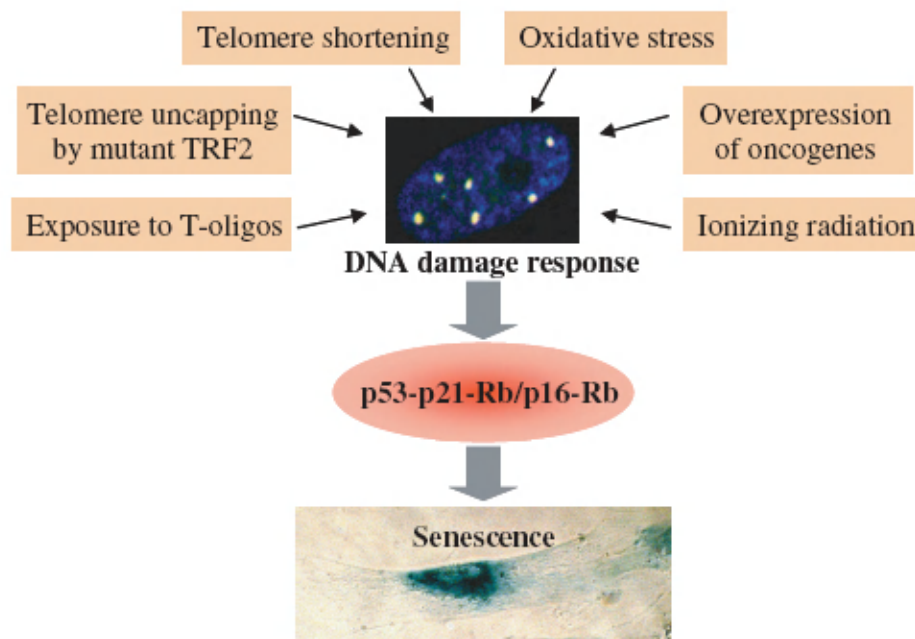 Telomere shortening
Oxidative stress
Telomere uncapping
by mutant TRF2
Overexpression
of oncogenes
Exposure to T-oligos
Ionizing radiation
DNA damage response
p53-p21-Rb/p16-Rb
Senescence